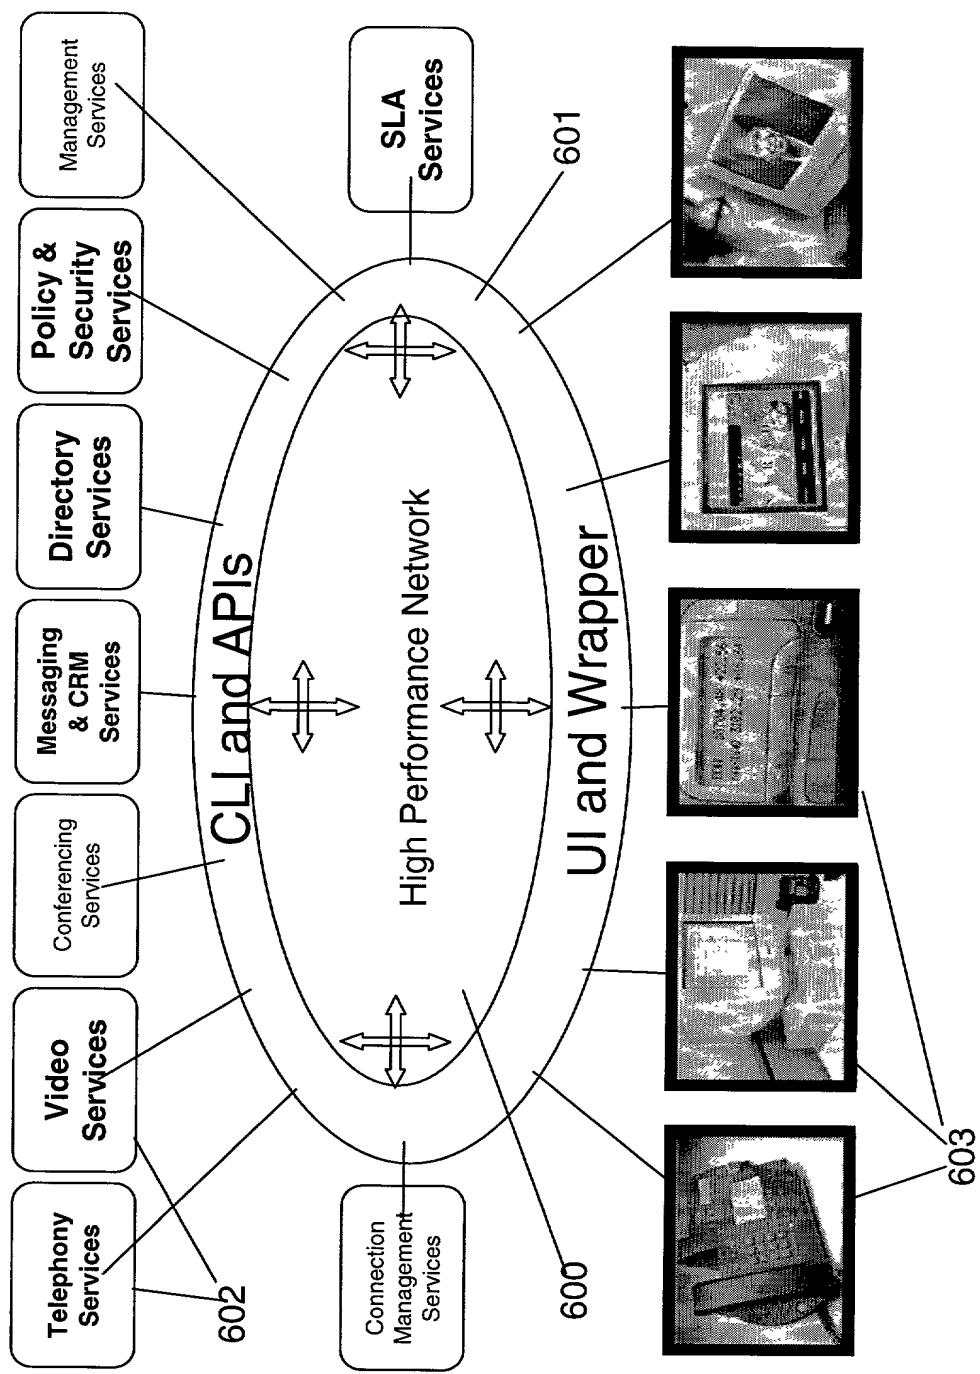 Telephony
Services
Video
Services
Conferencing
Services
Messaging
& CRM
Services
Directory
Services
Policy &
Security
Services
Management
Services
602
CLI and APIs
Connection
Management
Services
High Performance Network
SLA
Services
600
UI and Wrapper
601
603